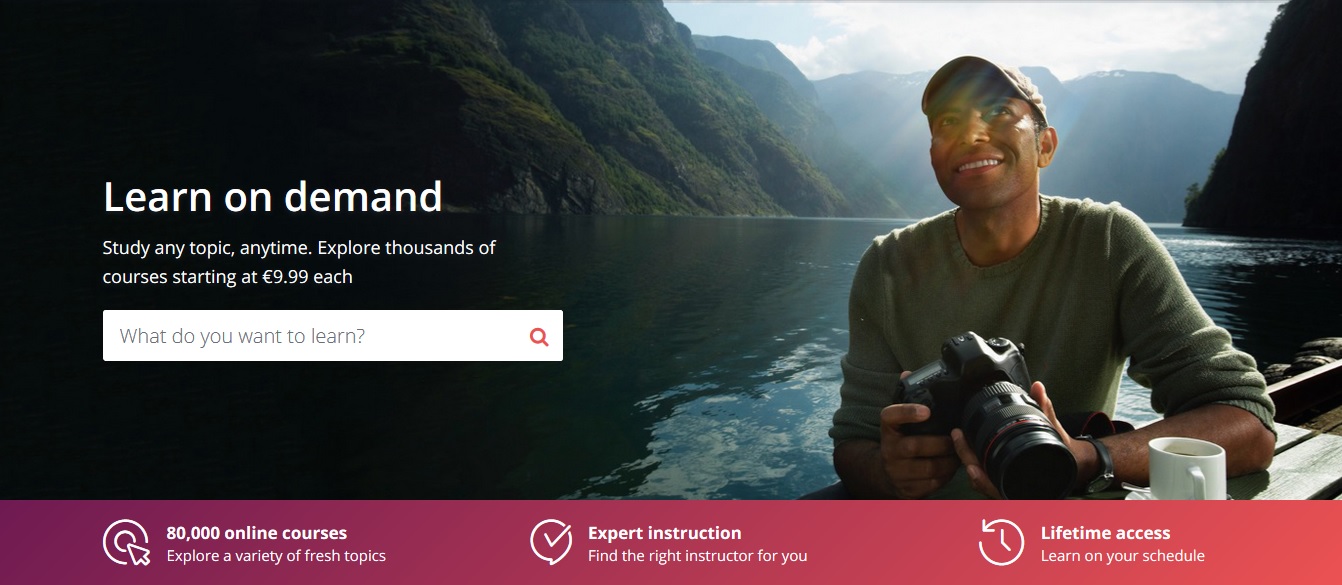 Learn on demand
Study any topic, anytime. Explore thousands of
courses starting at €9.99 each
What do you want to learn?
80,000 online courses
Explore a variety of fresh topics
Expert instruction
Find the right instructor for you
Lifetime access
Learn on your schedule